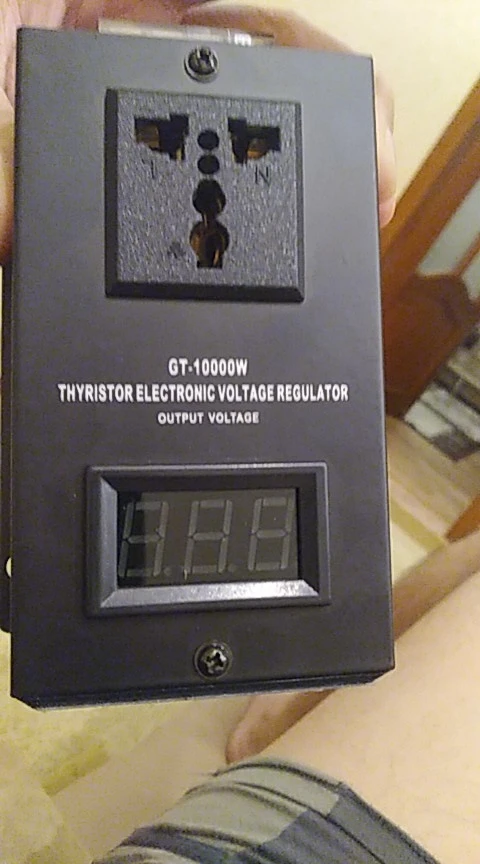 L N
GT-10000W
THYRISTOR ELECTRONIC VOLTAGE REGULATOR
OUTPUT VOLTAGE